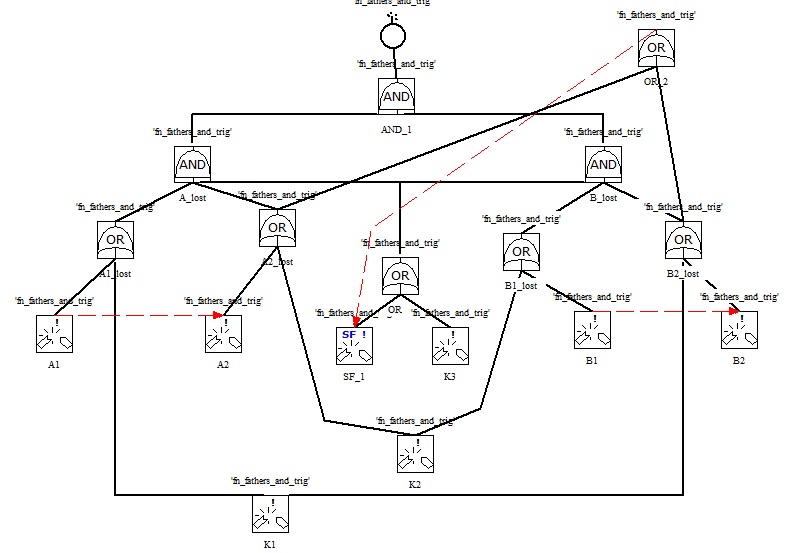 'fn_fathers_and_trig'
'fn_fathers_and_trig'
OR
OR_2
'fn_fathers_and_trig'
AND
AND_1
'fn_fathers_and_trig'
AND
A_lost
'fn_fathers_and_trig'
AND
B_lost
'fn_fathers_and_trig'
OR
A1_lost
'fn_fathers_and_trig'
OR
A2_lost
'fn_fathers_and_trig'
OR
OR
'fn_fathers_and_trig'
OR
B1_lost
'fn_fathers_and_trig'
OR
B2_lost
'fn_fathers_and_trig'
!
A1
'fn_fathers_and_trig'
!
A2
'fn_fathers_and_
SF !
SF_1
'fn_fathers_and_trig'
!
K3
'fn_fathers_and_trig'
!
B1
'fn_fathers_and_trig'
!
B2
'fn_fathers_and_trig'
!
K2
'fn_fathers_and_trig'
!
K1